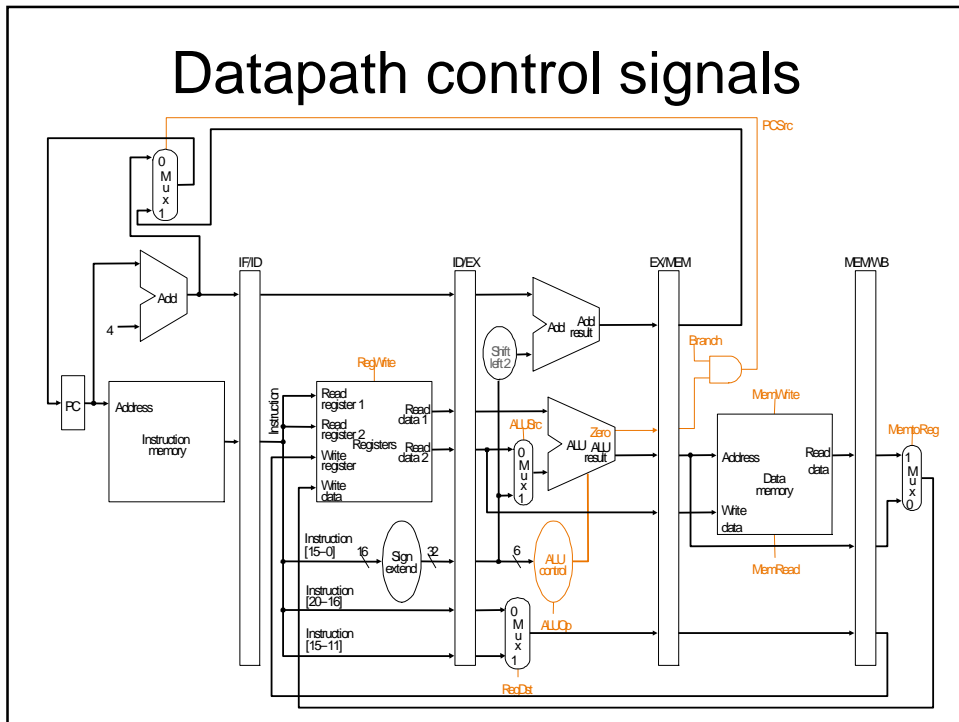 Datapath control signals
PCSrc
0
M
u
x
1
IF/ID
ID/EX
EX/MEM
MEM/WB
Add
4
Add
Add
result
Shift
left 2
Branch
RegWrite
MemWrite
PC
Address
Instruction
memory
Instruction
Read
register 1
Read
register 2
Registers
Write
register
Write
data
Read
data 1
Read
data 2
ALUSrc
0
M
u
x
1
Zero
ALU
ALU
result
MemtoReg
Address
Read
data
Data
memory
Write
data
1
M
u
x
0
Instruction
[15–0]
16
Sign
extend
32
6
ALU
control
MemRead
Instruction
[20–16]
0
M
u
x
1
ALUOp
Instruction
[15–11]
RegDst